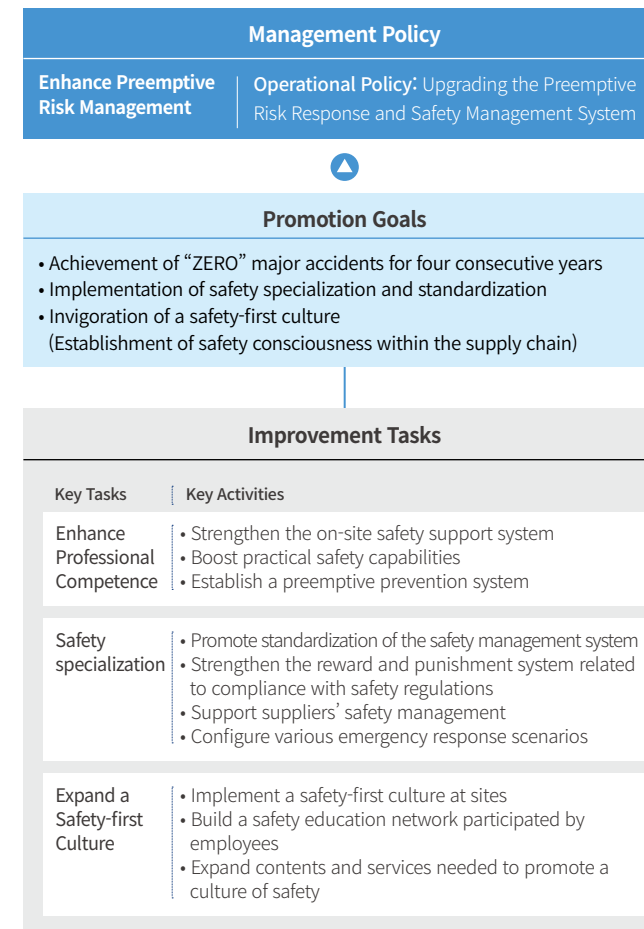 Management Policy
Enhance Preemptive
Risk Management
Operational Policy: Upgrading the Preemptive
Risk Response and Safety Management System
Promotion Goals
• Achievement of “ZERO” major accidents for four consecutive years
• Implementation of safety specialization and standardization
• Invigoration of a safety-first culture
(Establishment of safety consciousness within the supply chain)
Improvement Tasks
Key Tasks
Key Activities
Enhance
Professional
Competence
• Strengthen the on-site safety support system
• Boost practical safety capabilities
• Establish a preemptive prevention system
Safety
specialization
• Promote standardization of the safety management system
• Strengthen the reward and punishment system related
to compliance with safety regulations
• Support suppliers’ safety management
• Configure various emergency response scenarios
Expand a
Safety-first
Culture
• Implement a safety-first culture at sites
• Build a safety education network participated by
employees
• Expand contents and services needed to promote a
culture of safety